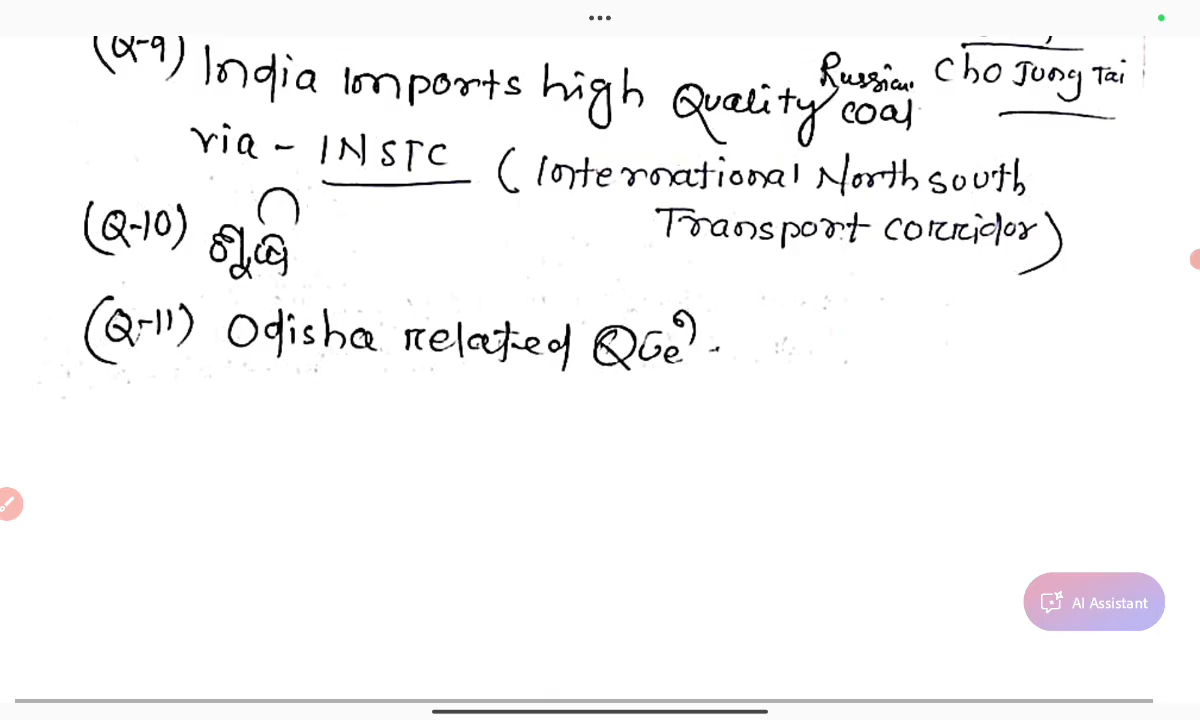 (Q-9) India Imports high Quality Russian coal
Cho Jung Tai
via - INSTC (International North south
Transport corridor)
(Q-10)
(Q-11) Odisha related
AI Assistant